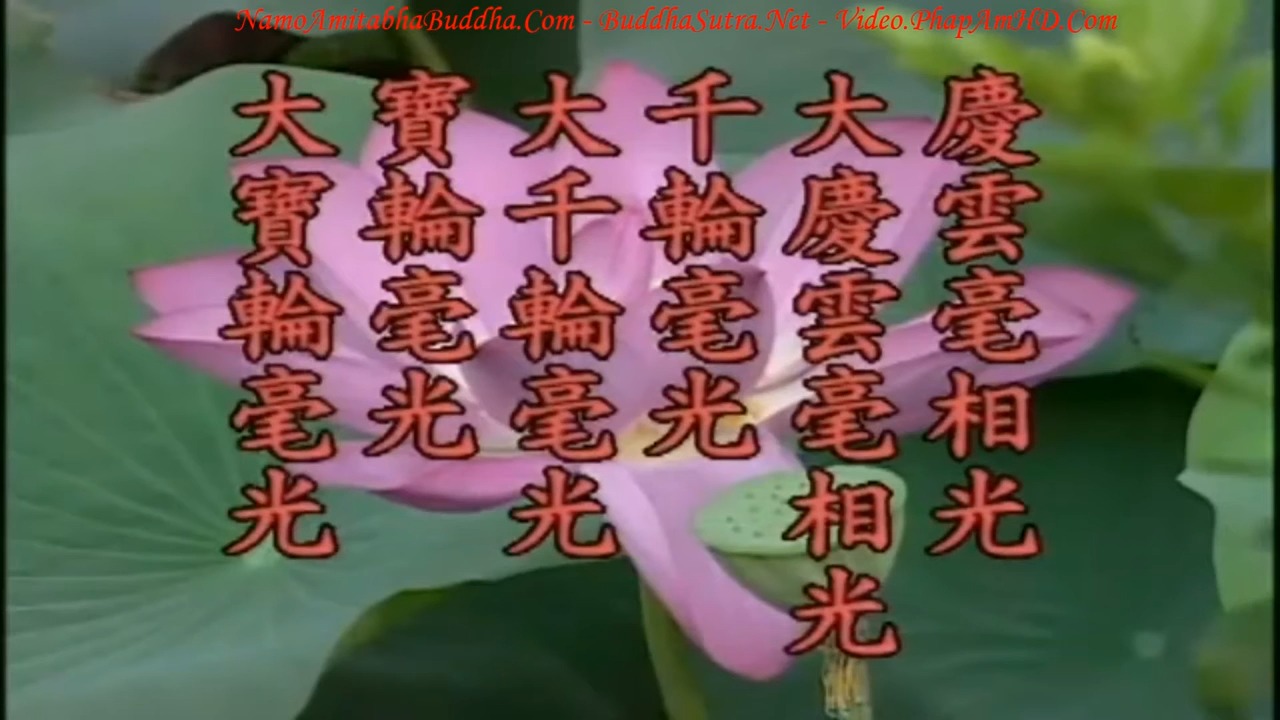 NamoAmitabhaBuddha.Com - BuddhaSutra.Net - Video.PhapAmHD.Com
慶雲毫相光
大慶雲毫相光
千輪毫光
大千輪毫光
寶輪毫光
大寶輪毫光